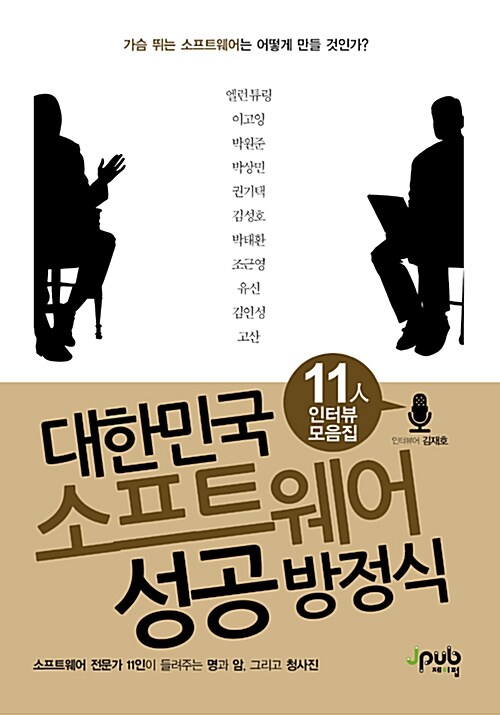 가슴 뛰는 소프트웨어는 어떻게 만들 것인가?
엘런튜링
이고잉
박원준
박상민
권기택
김성호
박태환
조근영
유신
김인성
고산
11人
인터뷰
모음집
인터뷰어 김재호
대한민국
소프트웨어
성공 방정식
소프트웨어 전문가 11인이 들려주는 명과 암, 그리고 청사진
Jpub
제이펍